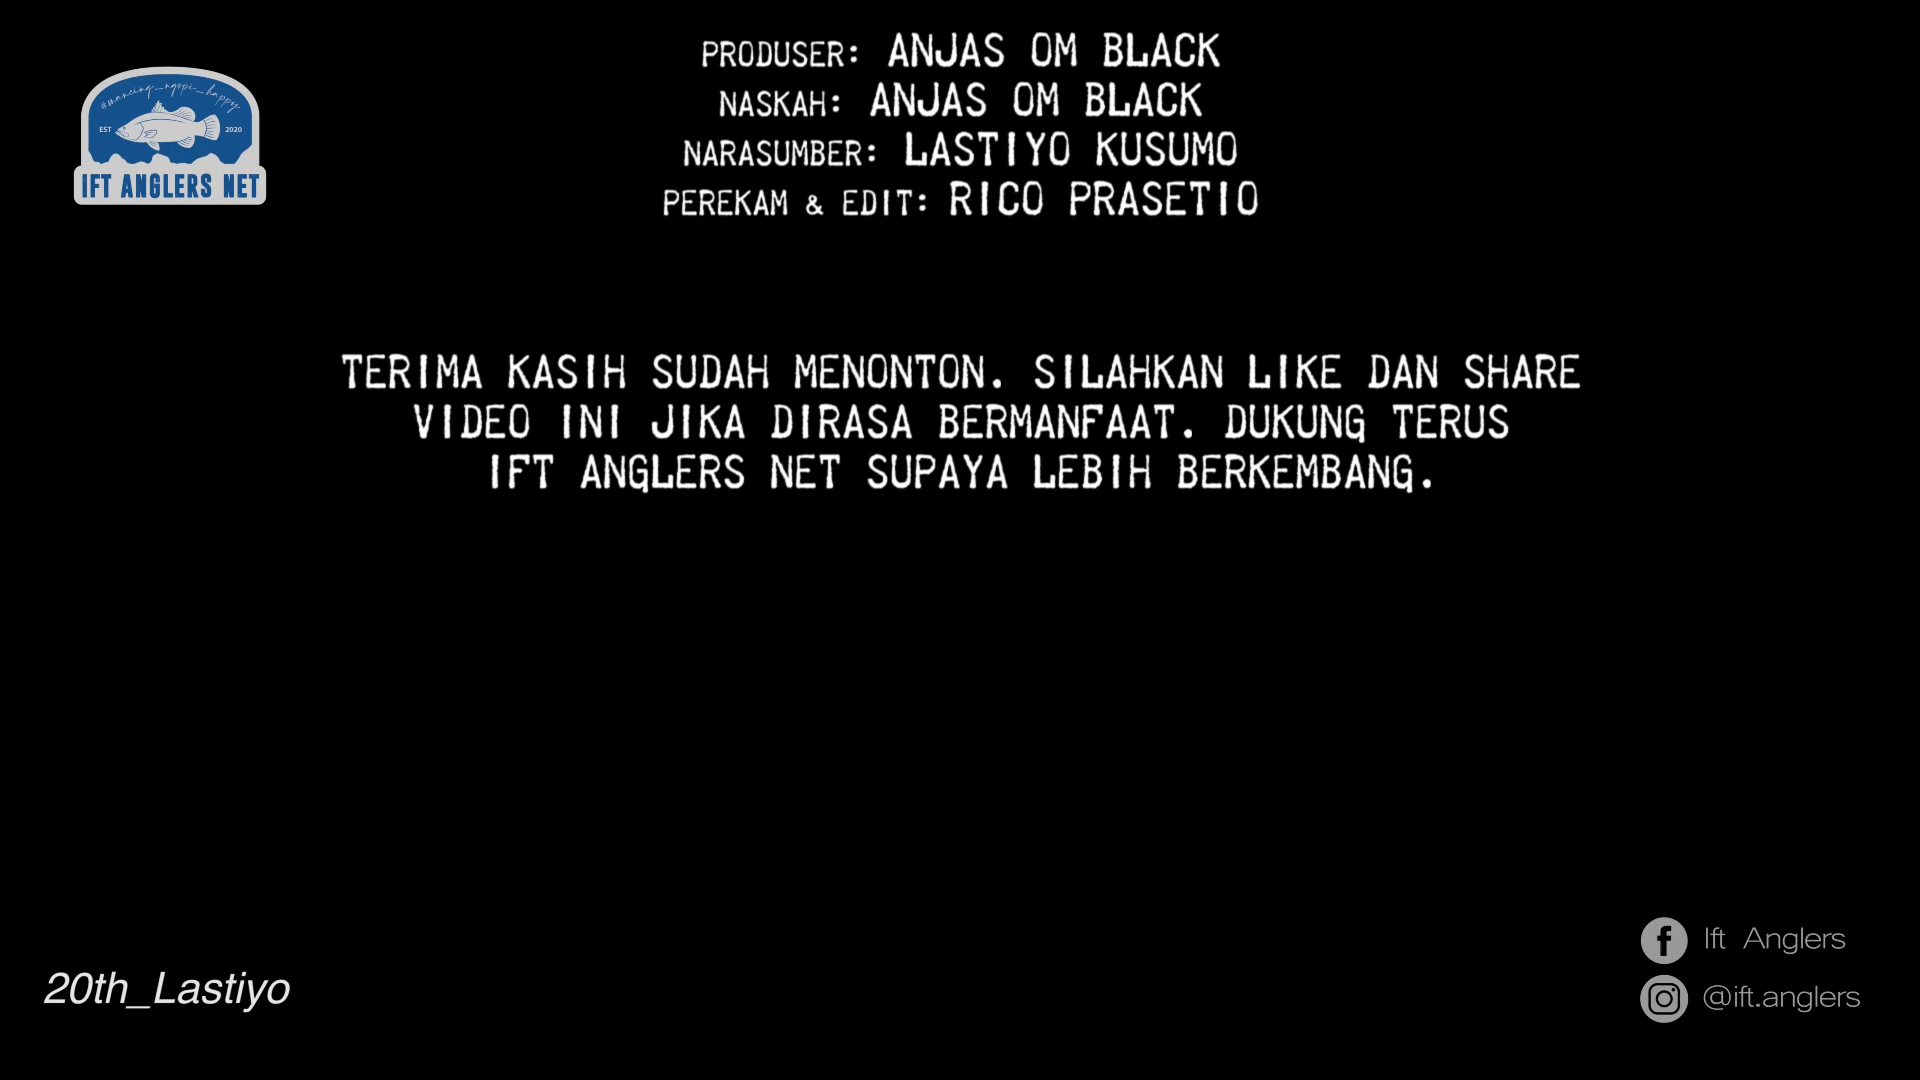 PRODUSER: ANJAS OM BLACK
NASKAH: ANJAS OM BLACK
NARASUMBER: LASTIYO KUSUMO
PEREKAM & EDIT: RICO PRASETIO
#mancing_ngopi_happy
EST 2020
IFT ANGLERS NET
TERIMA KASIH SUDAH MENONTON. SILAHKAN LIKE DAN SHARE
VIDEO INI JIKA DIRASA BERMANFAAT. DUKUNG TERUS
IFT ANGLERS NET SUPAYA LEBIH BERKEMBANG.
Ift Anglers
20th_Lastiyo
@ift.anglers